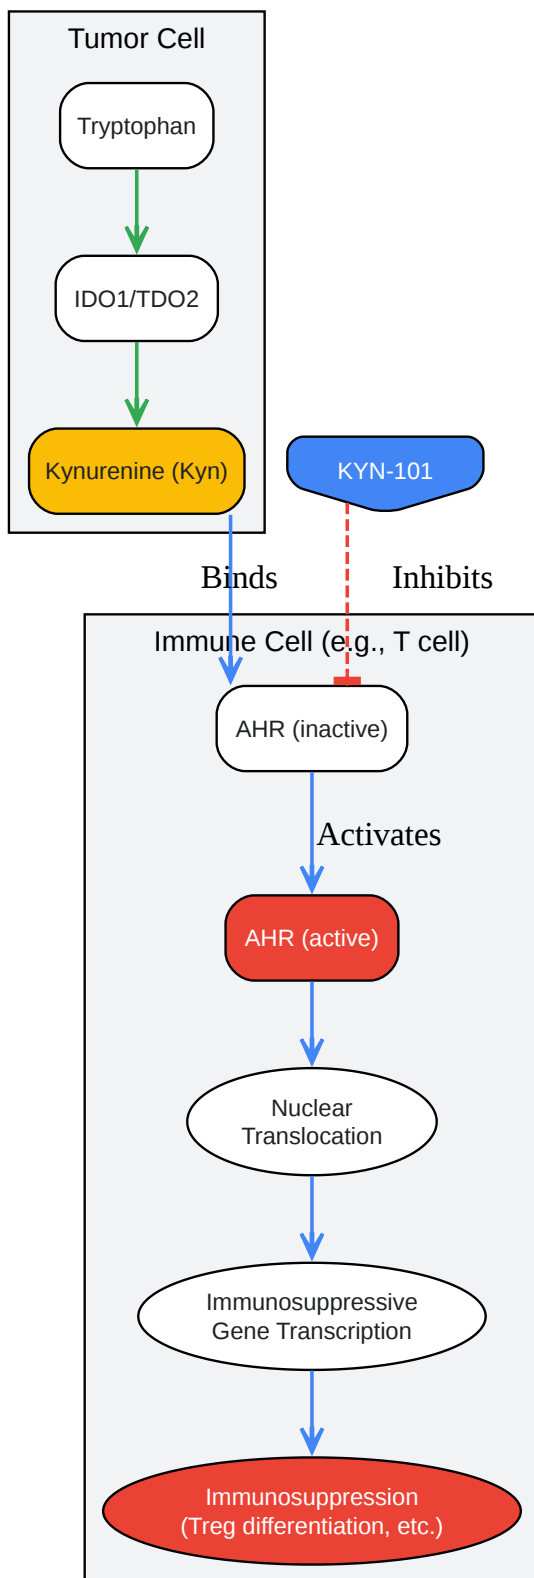 Tumor Cell
Tryptophan
IDO1/TDO2
Kynurenine (Kyn)
KYN-101
Binds
Inhibits
Immune Cell (e.g., T cell)
AHR (inactive)
Activates
AHR (active)
Nuclear
Translocation
Immunosuppressive
Gene Transcription
Immunosuppression
(Treg differentiation, etc.)